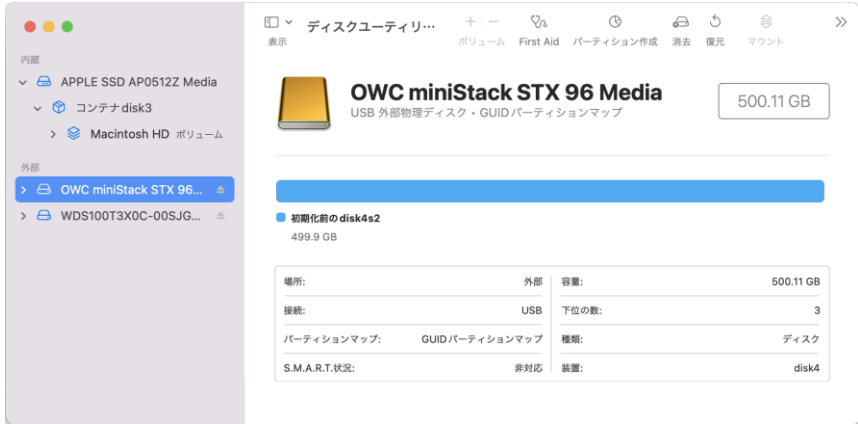 ディスクユーティリ…
表示
ボリューム
First Aid
パーティション作成
消去
復元
マウント
内蔵
APPLE SSD AP0512Z Media
コンテナdisk3
Macintosh HD ボリューム
外部
OWC miniStack STX 96...
WDS100T3X0C-00SJG...
OWC miniStack STX 96 Media
USB 外部物理ディスク・GUIDパーティションマップ
500.11 GB
初期化前のdisk4s2
499.9 GB
場所: 外部
接続: USB
パーティションマップ: GUIDパーティションマップ
S.M.A.R.T.状況: 非対応
容量: 500.11 GB
下位の数: 3
種類: ディスク
装置: disk4